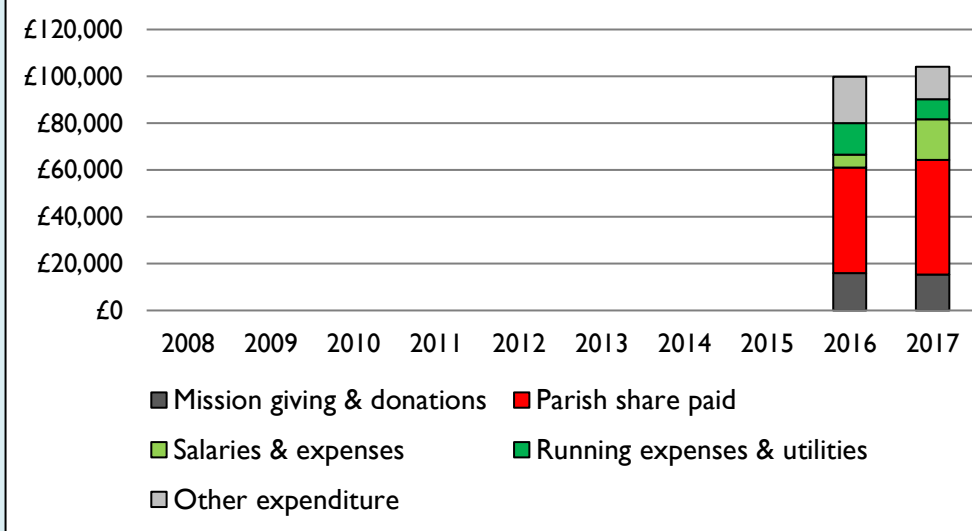 £120,000
£100,000
£80,000
£60,000
£40,000
£20,000
£0
2008 2009 2010 2011 2012 2013 2014 2015 2016 2017
Mission giving & donations Parish share paid
Salaries & expenses Running expenses & utilities
Other expenditure